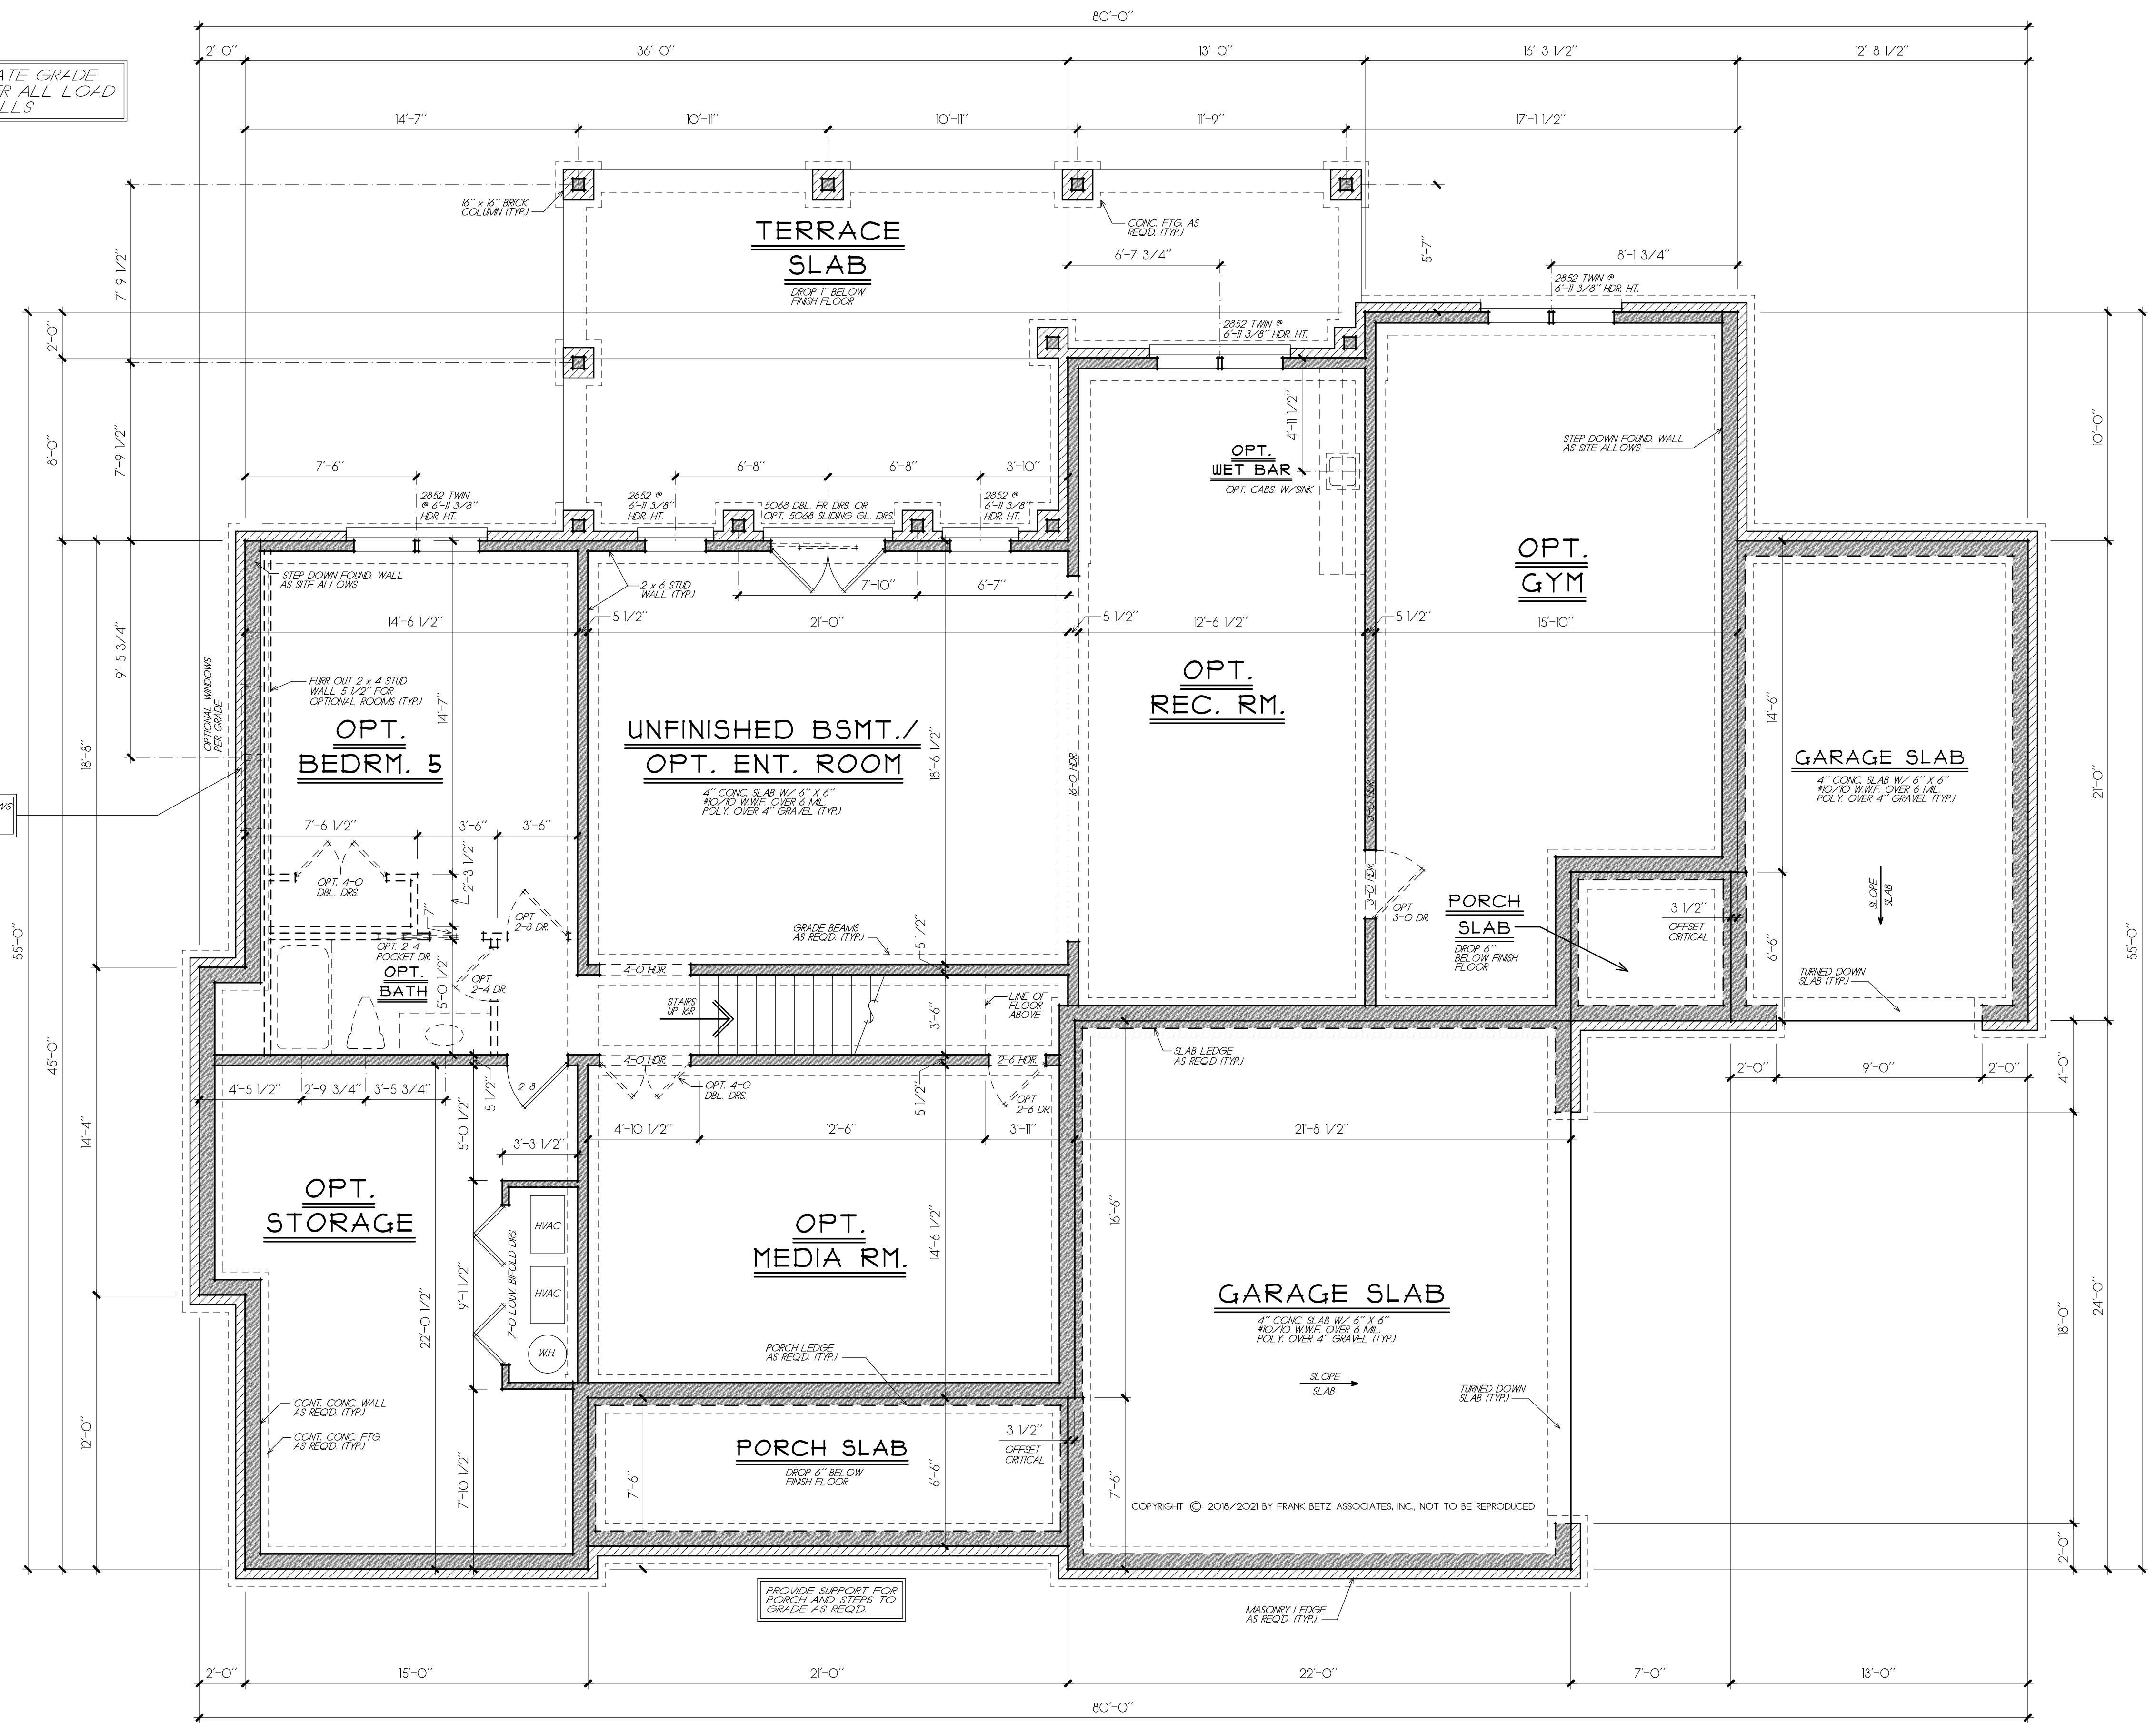 80'-0"
2'-0" 36'-0" 13'-0" 16'-3 1/2" 12'-8 1/2"
ATE GRADE
ER ALL LOAD
LLS
14'-7" 10'-11" 10'-11" 11'-9" 17'-1 1/2"
16" x 16" BRICK
COLUMN (TYP.)
TERRACE
SLAB
DROP 1" BELOW
FINISH FLOOR
CONC. FTG. AS
REQ'D. (TYP.)
6'-7 3/4"
5'-7"
8'-1 3/4"
2852 TWIN @
6'-11 3/8" HDR. HT.
2852 TWIN @
6'-11 3/8" HDR. HT.
7'-9 1/2"
2'-0"
8'-0"
7'-9 1/2"
4'-11 1/2"
10'-0"
STEP DOWN FOUND. WALL
AS SITE ALLOWS
OPT.
WET BAR
OPT. CABS. W/SINK
7'-6" 6'-8" 6'-8" 3'-10"
2852 TWIN
@ 6'-11 3/8"
HDR. HT.
2852 @
6'-11 3/8"
HDR. HT.
5068 DBL. FR. DRS. OR
OPT. 5068 SLIDING GL. DRS.
2852 @
6'-11 3/8"
HDR. HT.
STEP DOWN FOUND. WALL
AS SITE ALLOWS
2 x 6 STUD
WALL (TYP.)
7'-10" 6'-7"
OPT.
GYM
14'-6 1/2" 5 1/2" 21'-0" 5 1/2" 12'-6 1/2" 5 1/2" 15'-10"
9'-5 3/4"
OPTIONAL WINDOWS
PER GRADE
FURR OUT 2 x 4 STUD
WALL 5 1/2" FOR
OPTIONAL ROOMS (TYP.)
14'-7"
OPT.
BEDRM. 5
UNFINISHED BSMT./
OPT. ENT. ROOM
4" CONC. SLAB W/ 6" X 6"
#10/10 W.W.F. OVER 6 MIL.
POLY. OVER 4" GRAVEL (TYP.)
18'-6 1/2"
OPT.
REC. RM.
16-0 HDR.
3-0 HDR.
14'-6"
GARAGE SLAB
4" CONC. SLAB W/ 6" X 6"
#10/10 W.W.F. OVER 6 MIL.
POLY. OVER 4" GRAVEL (TYP.)
21'-0"
18'-8"
WS
55'-0"
45'-0"
55'-0"
7'-6 1/2" 3'-6" 3'-6"
2'-3 1/2"
OPT. 4-0
DBL. DRS.
7"
OPT
2-8 DR.
OPT. 2-4
POCKET DR.
OPT.
BATH
OPT
2-4 DR.
5'-0 1/2"
GRADE BEAMS
AS REQ'D. (TYP.)
5 1/2"
4-0 HDR.
STAIRS
UP 16R
3'-6"
LINE OF
FLOOR
ABOVE
3-0 HDR.
OPT
3-0 DR.
PORCH
SLAB
DROP 6"
BELOW FINISH
FLOOR
3 1/2"
OFFSET
CRITICAL
6'-6"
SLOPE
SLAB
TURNED DOWN
SLAB (TYP.)
4-0 HDR.
2-6 HDR.
SLAB LEDGE
AS REQ'D (TYP.)
2'-0" 9'-0" 2'-0"
4'-0"
4'-5 1/2" 2'-9 3/4" 3'-5 3/4"
5 1/2"
2-8
OPT. 4-0
DBL. DRS.
5 1/2"
OPT
2-6 DR.
14'-4"
5'-0 1/2"
3'-3 1/2"
4'-10 1/2" 12'-6" 3'-11" 21'-8 1/2"
OPT.
STORAGE
HVAC
HVAC
W.H.
7-0 LOUV. BIFOLD DRS.
9'-1 1/2"
22'-0 1/2"
OPT.
MEDIA RM.
14'-6 1/2"
16'-6"
GARAGE SLAB
4" CONC. SLAB W/ 6" X 6"
#10/10 W.W.F. OVER 6 MIL.
POLY. OVER 4" GRAVEL (TYP.)
18'-0"
24'-0"
PORCH LEDGE
AS REQ'D. (TYP.)
SLOPE
SLAB
TURNED DOWN
SLAB (TYP.)
CONT. CONC. WALL
AS REQ'D. (TYP.)
CONT. CONC. FTG.
AS REQ'D. (TYP.)
12'-0"
7'-10 1/2"
7'-6"
PORCH SLAB
DROP 6" BELOW
FINISH FLOOR
6'-6"
3 1/2"
OFFSET
CRITICAL
7'-6"
COPYRIGHT © 2018/2021 BY FRANK BETZ ASSOCIATES, INC., NOT TO BE REPRODUCED
2'-0"
PROVIDE SUPPORT FOR
PORCH AND STEPS TO
GRADE AS REQ'D.
MASONRY LEDGE
AS REQ'D. (TYP.)
2'-0" 15'-0" 21'-0" 22'-0" 7'-0" 13'-0"
80'-0"